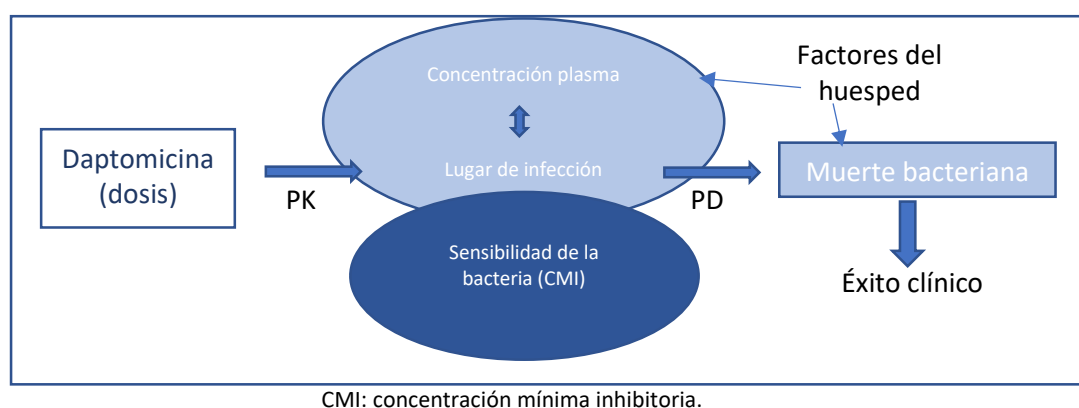 Daptomicina
(dosis)
PK
Concentración plasma
Lugar de infección
Sensibilidad de la
bacteria (CMI)
PD
Factores del
huesped
Muerte bacteriana
Éxito clínico
CMI: concentración mínima inhibitoria.